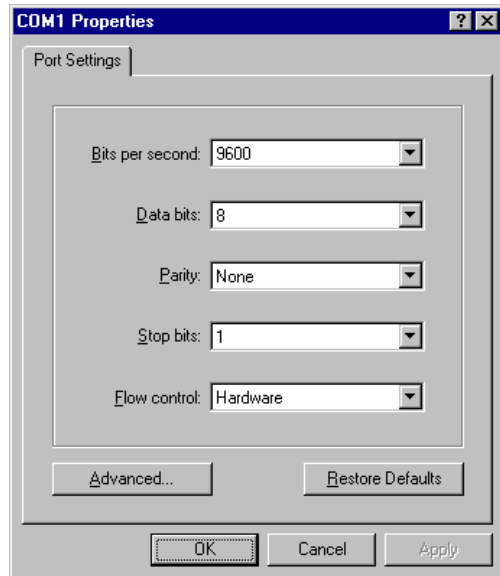 COM1 Properties
Port Settings
Bits per second: 9600
Data bits: 8
Parity: None
Stop bits: 1
Flow control: Hardware
Advanced... Restore Defaults
OK Cancel Apply